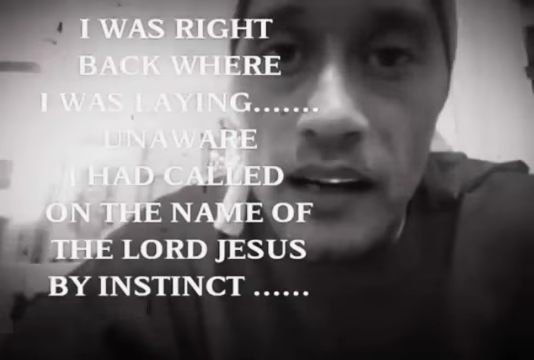 I WAS RIGHT
BACK WHERE
I WAS LAYING.......
UNAWARE
I HAD CALLED
ON THE NAME OF
THE LORD JESUS
BY INSTINCT ......